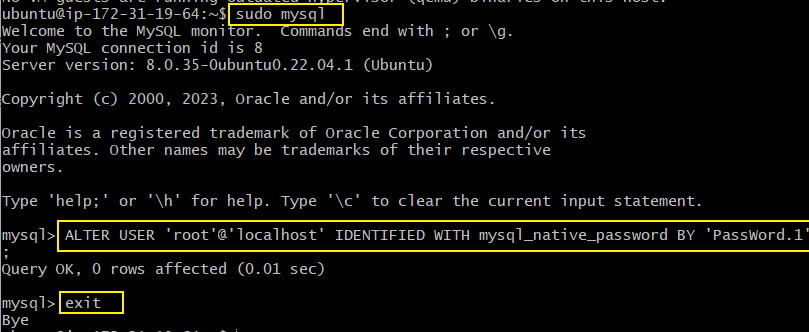 ubuntu@ip-172-31-19-64:~$ sudo mysql
Welcome to the MySQL monitor.  Commands end with ; or \g.
Your MySQL connection id is 8
Server version: 8.0.35-0ubuntu0.22.04.1 (Ubuntu)
Copyright (c) 2000, 2023, Oracle and/or its affiliates.
Oracle is a registered trademark of Oracle Corporation and/or its
affiliates. Other names may be trademarks of their respective
owners.
Type 'help;' or '\h' for help. Type '\c' to clear the current input statement.
mysql> ALTER USER 'root'@'localhost' IDENTIFIED WITH mysql_native_password BY 'PassWord.1'
;
Query OK, 0 rows affected (0.01 sec)
mysql> exit
Bye